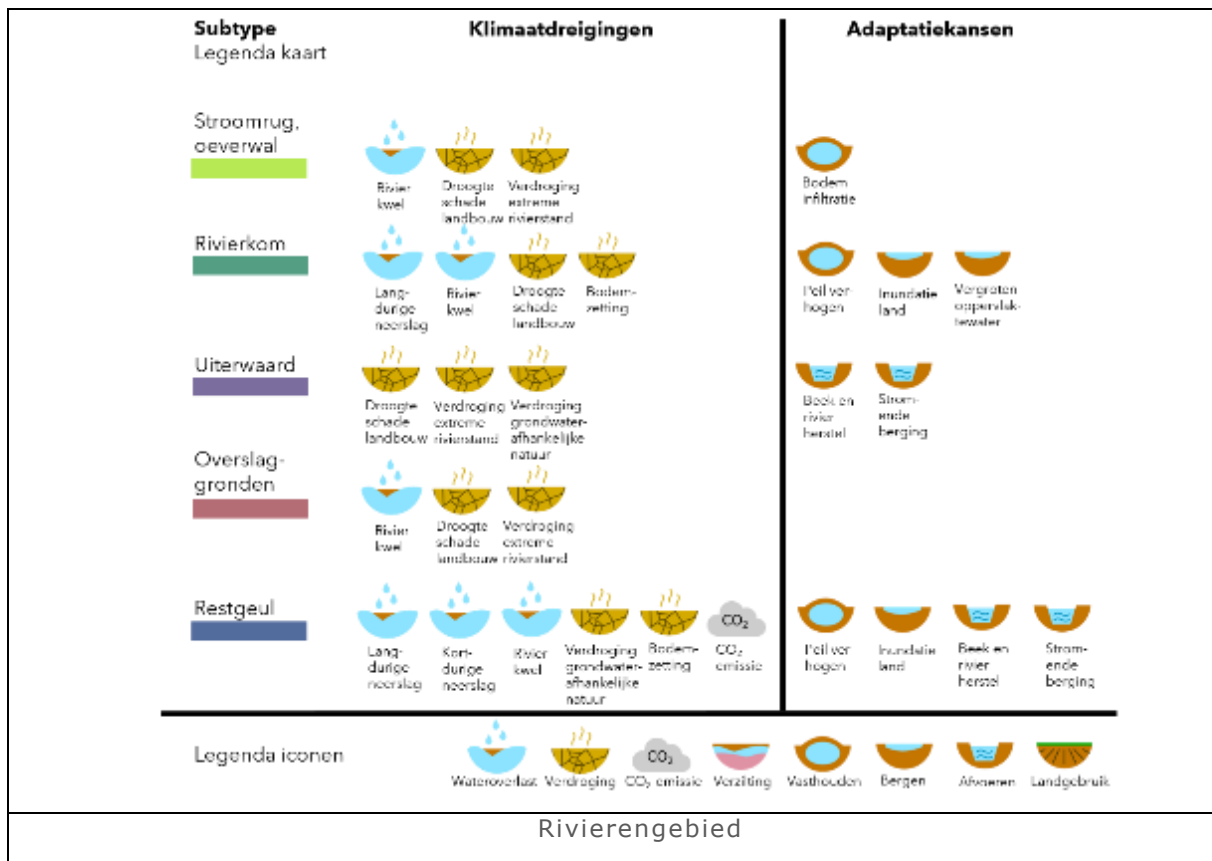 Subtype
Legenda kaart
Klimaatdreigingen
Adaptatiekansen
Stroomrug,
oeverwal
Rivier
kwel
Droogte
schade
landbouw
Verdroging
extreme
rivierstand
Bodem
infiltratie
Rivierkom
Lang-
durige
neerslag
Rivier
kwel
Droogte
schade
landbouw
Bodem-
zetting
Peil ver
hogen
Inundatie
land
Vergroten
oppervlak-
tewater
Uiterwaard
Droogte
schade
landbouw
Verdroging
extreme
rivierstand
Verdroging
grondwater-
afhankelijke
natuur
Beek en
rivier
herstel
Strom-
ende
berging
Overslag-
gronden
Rivier
kwel
Droogte
schade
landbouw
Verdroging
extreme
rivierstand
Restgeul
Lang-
durige
neerslag
Kort-
durige
neerslag
Rivier
kwel
Verdroging
grondwater-
afhankelijke
natuur
Bodem-
zetting
CO₂
CO₂
emissie
Peil ver
hogen
Inundatie
land
Beek en
rivier
herstel
Strom-
ende
berging
Legenda iconen
Wateroverlast
Verdroging
CO₂
CO₂ emissie
Verzilting
Vasthouden
Bergen
Afvoeren
Landgebruik
Rivierengebied